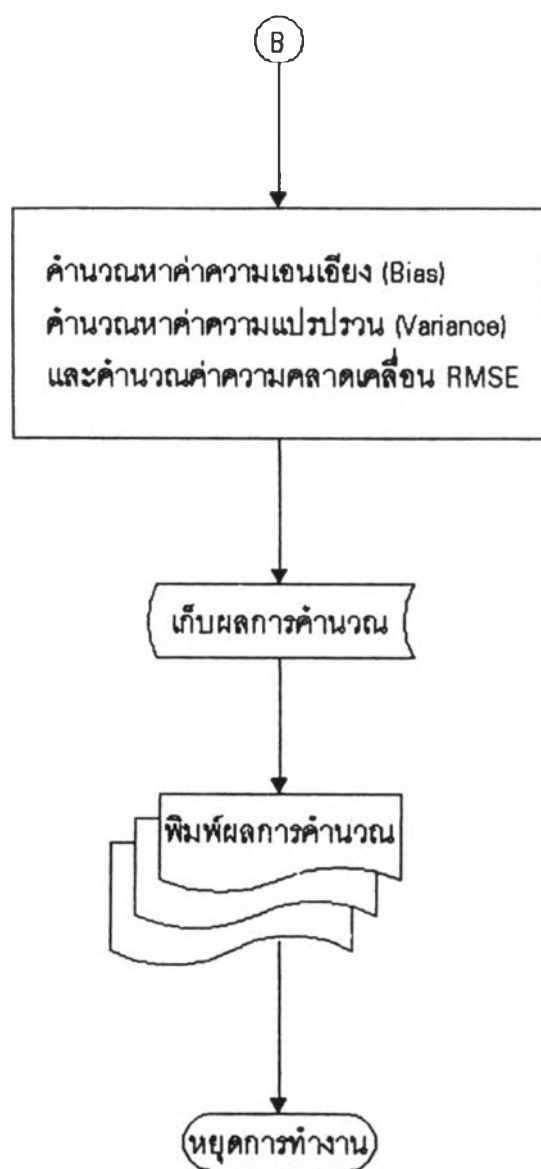 B
คำนวณหาค่าความเอนเอียง (Bias)
คำนวณหาค่าความแปรปรวน (Variance)
และคำนวณค่าความคลาดเคลื่อน RMSE
เก็บผลการคำนวณ
พิมพ์ผลการคำนวณ
หยุดการทำงาน